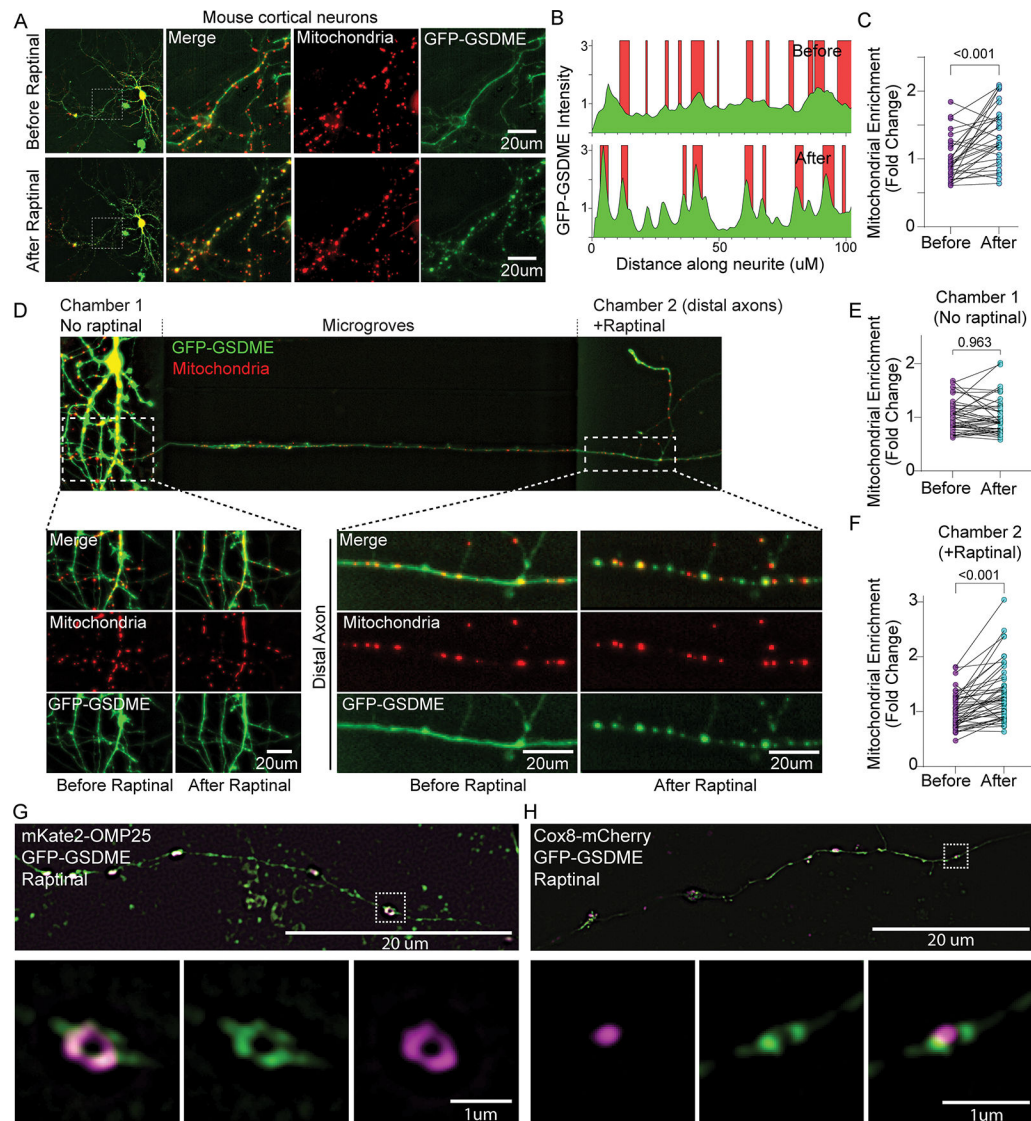 A
Mouse cortical neurons
Before Raptinal
Merge
Mitochondria
GFP-GSDME
20um
After Raptinal
20um
B
GFP-GSDME Intensity
3
0
Before
3
0
After
0
50
100
Distance along neurite (uM)
C
Mitochondrial Enrichment
(Fold Change)
<0.001
2
1
0
Before
After
D
Chamber 1
No raptinal
Microgroves
Chamber 2 (distal axons)
+Raptinal
GFP-GSDME
Mitochondria
Merge
Mitochondria
GFP-GSDME
20um
Before Raptinal
After Raptinal
Distal Axon
Merge
Mitochondria
GFP-GSDME
20um
20um
Before Raptinal
After Raptinal
E
Chamber 1
(No raptinal)
Mitochondrial Enrichment
(Fold Change)
0.963
2
1
0
Before
After
F
Chamber 2
(+Raptinal)
Mitochondrial Enrichment
(Fold Change)
<0.001
3
2
1
0
Before
After
G
mKate2-OMP25
GFP-GSDME
Raptinal
20 um
1um
H
Cox8-mCherry
GFP-GSDME
Raptinal
20 um
1um